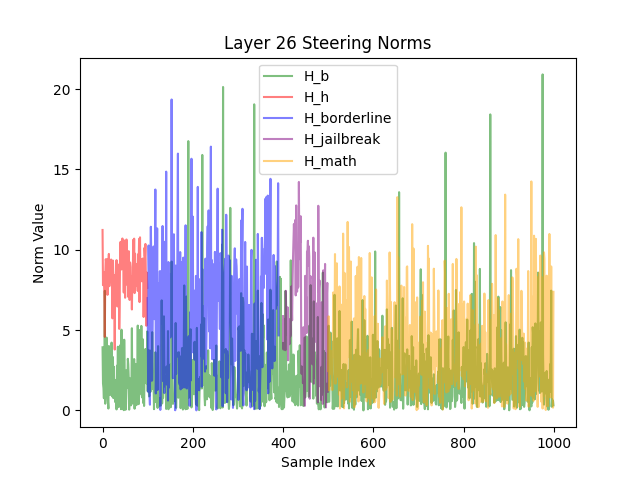 Layer 26 Steering Norms
H_b
H_h
H_borderline
H_jailbreak
H_math
Norm Value
20
15
10
5
0
0 200 400 600 800 1000
Sample Index